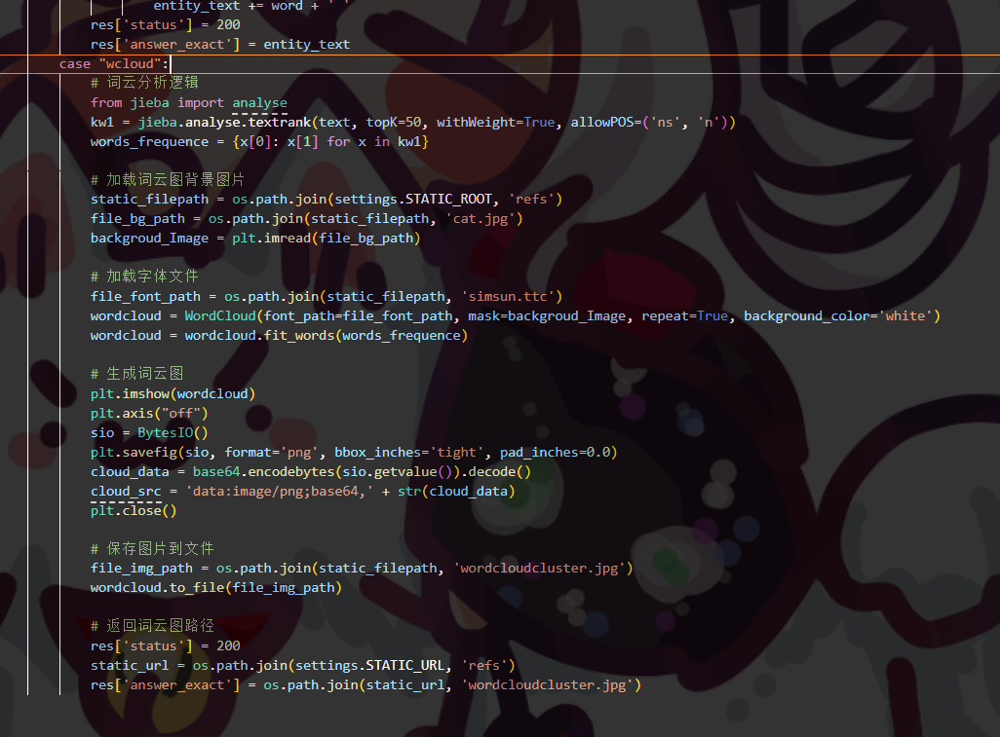 entity_text += word + ' '
res['status'] = 200
res['answer_exact'] = entity_text
case "wcloud":
# 词云分析逻辑
from jieba import analyse
kw1 = jieba.analyse.textrank(text, topK=50, withWeight=True, allowPOS=('ns', 'n'))
words_frequence = {x[0]: x[1] for x in kw1}
# 加载词云图背景图片
static_filepath = os.path.join(settings.STATIC_ROOT, 'refs')
file_bg_path = os.path.join(static_filepath, 'cat.jpg')
backgroud_Image = plt.imread(file_bg_path)
# 加载字体文件
file_font_path = os.path.join(static_filepath, 'simsun.ttc')
wordcloud = WordCloud(font_path=file_font_path, mask=backgroud_Image, repeat=True, background_color='white')
wordcloud = wordcloud.fit_words(words_frequence)
# 生成词云图
plt.imshow(wordcloud)
plt.axis("off")
sio = BytesIO()
plt.savefig(sio, format='png', bbox_inches='tight', pad_inches=0.0)
cloud_data = base64.encodebytes(sio.getvalue()).decode()
cloud_src = 'data:image/png;base64,' + str(cloud_data)
plt.close()
# 保存图片到文件
file_img_path = os.path.join(static_filepath, 'wordcloudcluster.jpg')
wordcloud.to_file(file_img_path)
# 返回词云图路径
res['status'] = 200
static_url = os.path.join(settings.STATIC_URL, 'refs')
res['answer_exact'] = os.path.join(static_url, 'wordcloudcluster.jpg')